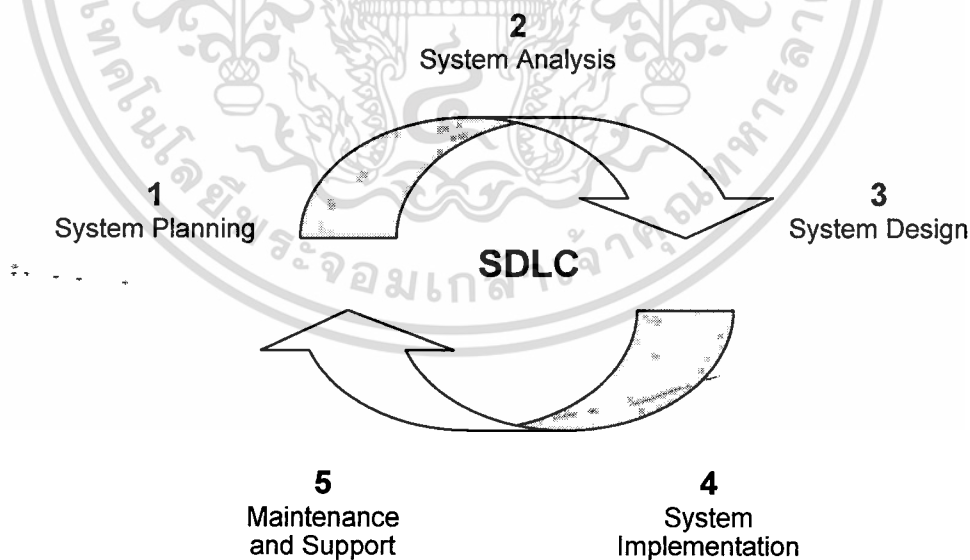 2
System Analysis
1
System Planning
3
System Design
SDLC
5
Maintenance
and Support
4
System
Implementation